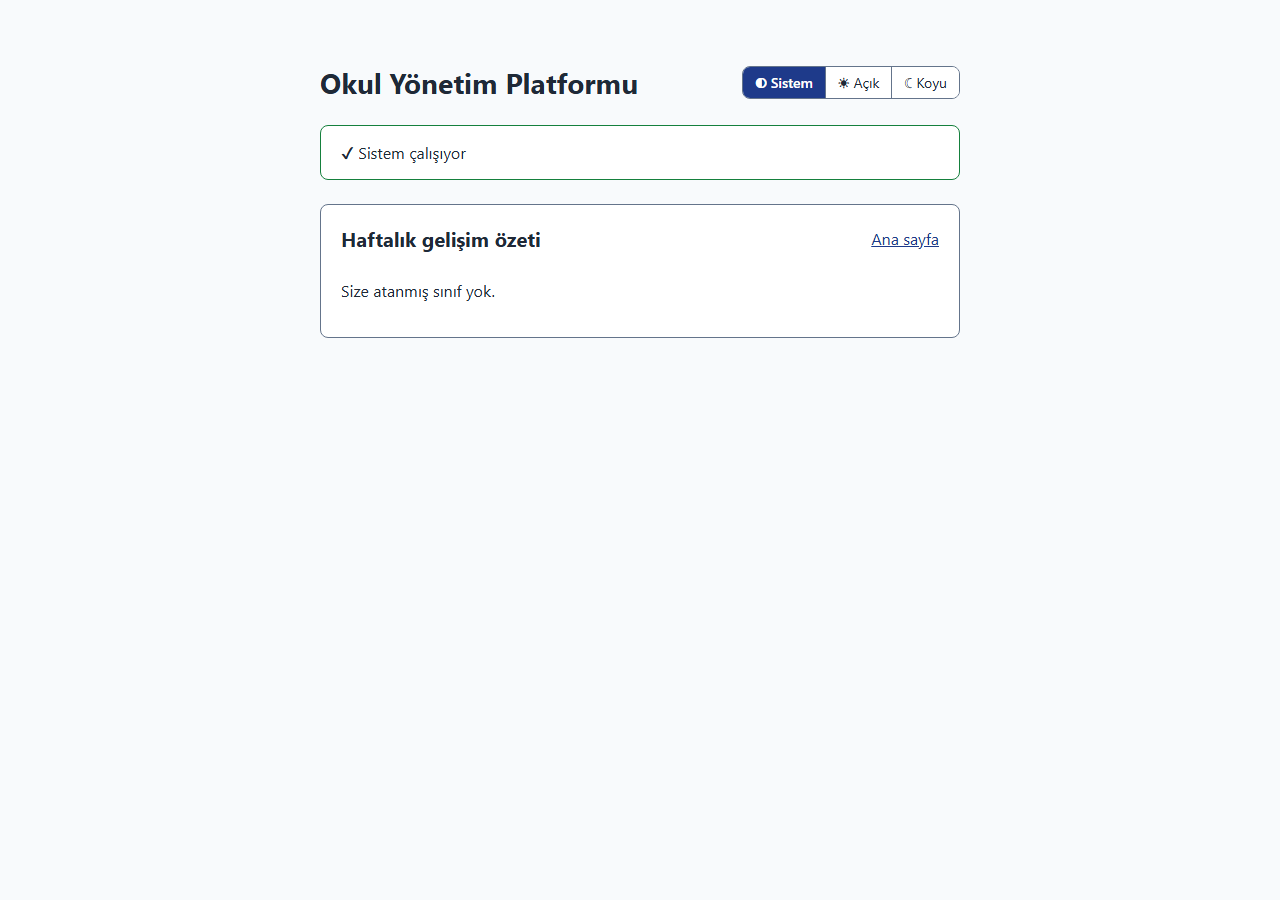 Okul Yönetim Platformu
◐ Sistem ☀ Açık ☾ Koyu
✓ Sistem çalışıyor
Haftalık gelişim özeti
Ana sayfa
Size atanmış sınıf yok.